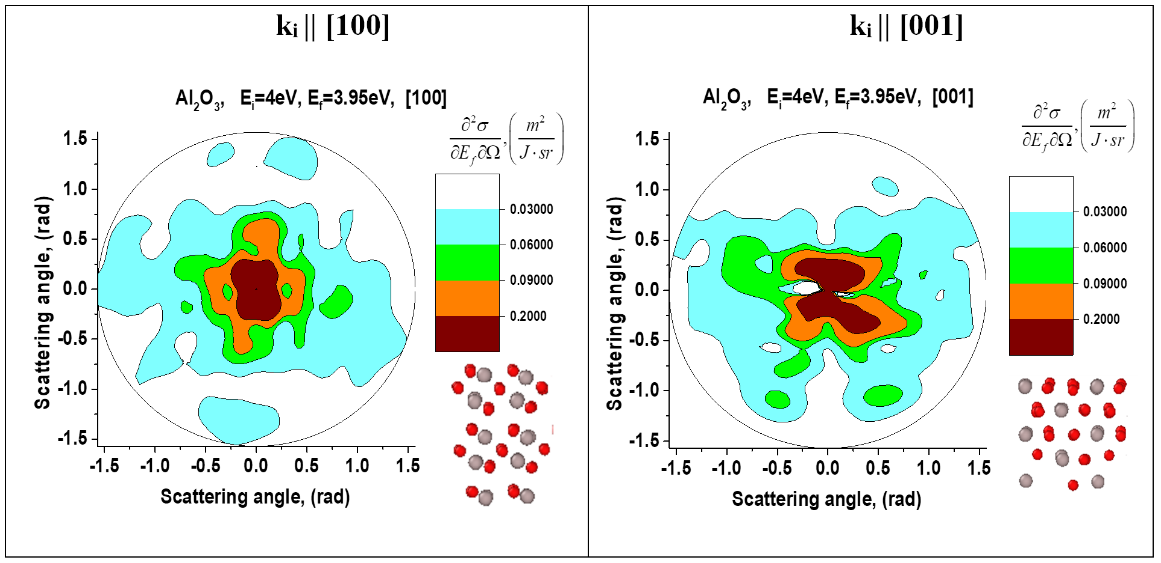 kᵢ || [100]
Al₂O₃, Eᵢ=4eV, E_f=3.95eV, [100]
∂²σ/∂E_f∂Ω, (m²/J·sr)
1.5
1.0
0.5
0.0
-0.5
-1.0
-1.5
Scattering angle, (rad)
-1.5 -1.0 -0.5 0.0 0.5 1.0 1.5
Scattering angle, (rad)
0.03000
0.06000
0.09000
0.2000
kᵢ || [001]
Al₂O₃, Eᵢ=4eV, E_f=3.95eV, [001]
∂²σ/∂E_f∂Ω, (m²/J·sr)
1.5
1.0
0.5
0.0
-0.5
-1.0
-1.5
Scattering angle, (rad)
-1.5 -1.0 -0.5 0.0 0.5 1.0 1.5
Scattering angle, (rad)
0.03000
0.06000
0.09000
0.2000